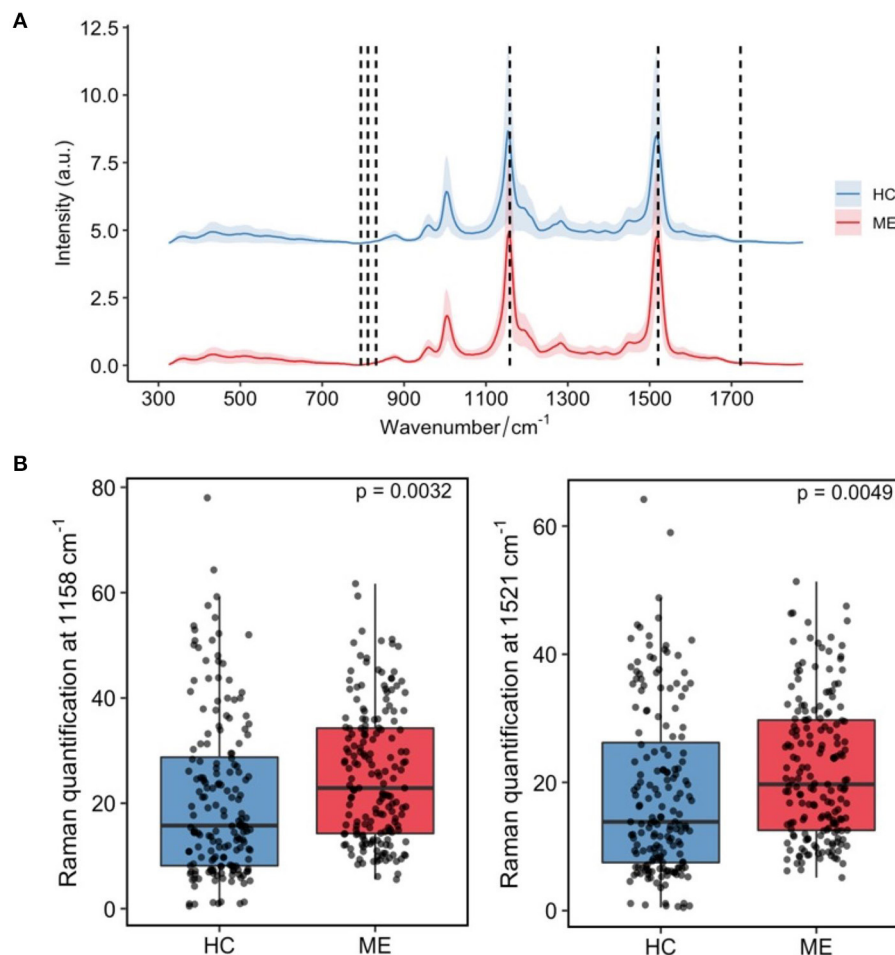 A
12.5
10.0
7.5
5.0
2.5
0.0
Intensity (a.u.)
300 500 700 900 1100 1300 1500 1700
Wavenumber/cm⁻¹
HC
ME
B
p = 0.0032
80
60
40
20
0
Raman quantification at 1158 cm⁻¹
HC ME
p = 0.0049
60
40
20
0
Raman quantification at 1521 cm⁻¹
HC ME